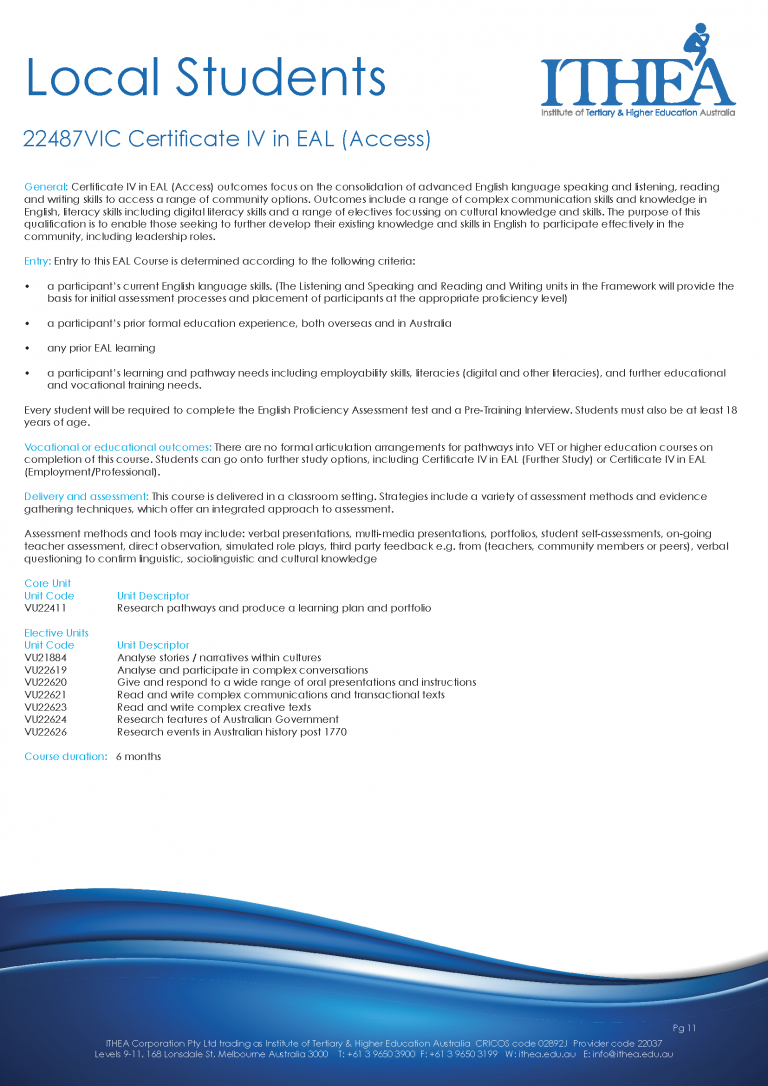 Local Students
ITHEA
Institute of Tertiary & Higher Education Australia
22487VIC Certificate IV in EAL (Access)
General: Certificate IV in EAL (Access) outcomes focus on the consolidation of advanced English language speaking and listening, reading
and writing skills to access a range of community options. Outcomes include a range of complex communication skills and knowledge in
English, literacy skills including digital literacy skills and a range of electives focussing on cultural knowledge and skills. The purpose of this
qualification is to enable those seeking to further develop their existing knowledge and skills in English to participate effectively in the
community, including leadership roles.
Entry: Entry to this EAL Course is determined according to the following criteria:
• a participant's current English language skills. (The Listening and Speaking and Reading and Writing units in the Framework will provide the
basis for initial assessment processes and placement of participants at the appropriate proficiency level)
• a participant's prior formal education experience, both overseas and in Australia
• any prior EAL learning
• a participant's learning and pathway needs including employability skills, literacies (digital and other literacies), and further educational
and vocational training needs.
Every student will be required to complete the English Proficiency Assessment test and a Pre-Training Interview. Students must also be at least 18
years of age.
Vocational or educational outcomes: There are no formal articulation arrangements for pathways into VET or higher education courses on
completion of this course. Students can go onto further study options, including Certificate IV in EAL (Further Study) or Certificate IV in EAL
(Employment/Professional).
Delivery and assessment: This course is delivered in a classroom setting. Strategies include a variety of assessment methods and evidence
gathering techniques, which offer an integrated approach to assessment.
Assessment methods and tools may include: verbal presentations, multi-media presentations, portfolios, student self-assessments, on-going
teacher assessment, direct observation, simulated role plays, third party feedback e.g. from (teachers, community members or peers), verbal
questioning to confirm linguistic, sociolinguistic and cultural knowledge
Core Unit
Unit Code Unit Descriptor
VU22411 Research pathways and produce a learning plan and portfolio
Elective Units
Unit Code Unit Descriptor
VU21884 Analyse stories / narratives within cultures
VU22619 Analyse and participate in complex conversations
VU22620 Give and respond to a wide range of oral presentations and instructions
VU22621 Read and write complex communications and transactional texts
VU22623 Read and write complex creative texts
VU22624 Research features of Australian Government
VU22626 Research events in Australian history post 1770
Course duration: 6 months
Pg 11
ITHEA Corporation Pty Ltd trading as Institute of Tertiary & Higher Education Australia CRICOS code 02892J Provider code 22037
Levels 9-11, 168 Lonsdale St, Melbourne Australia 3000 T: +61 3 9650 3900 F: +61 3 9650 3199 W: ithea.edu.au E: info@ithea.edu.au